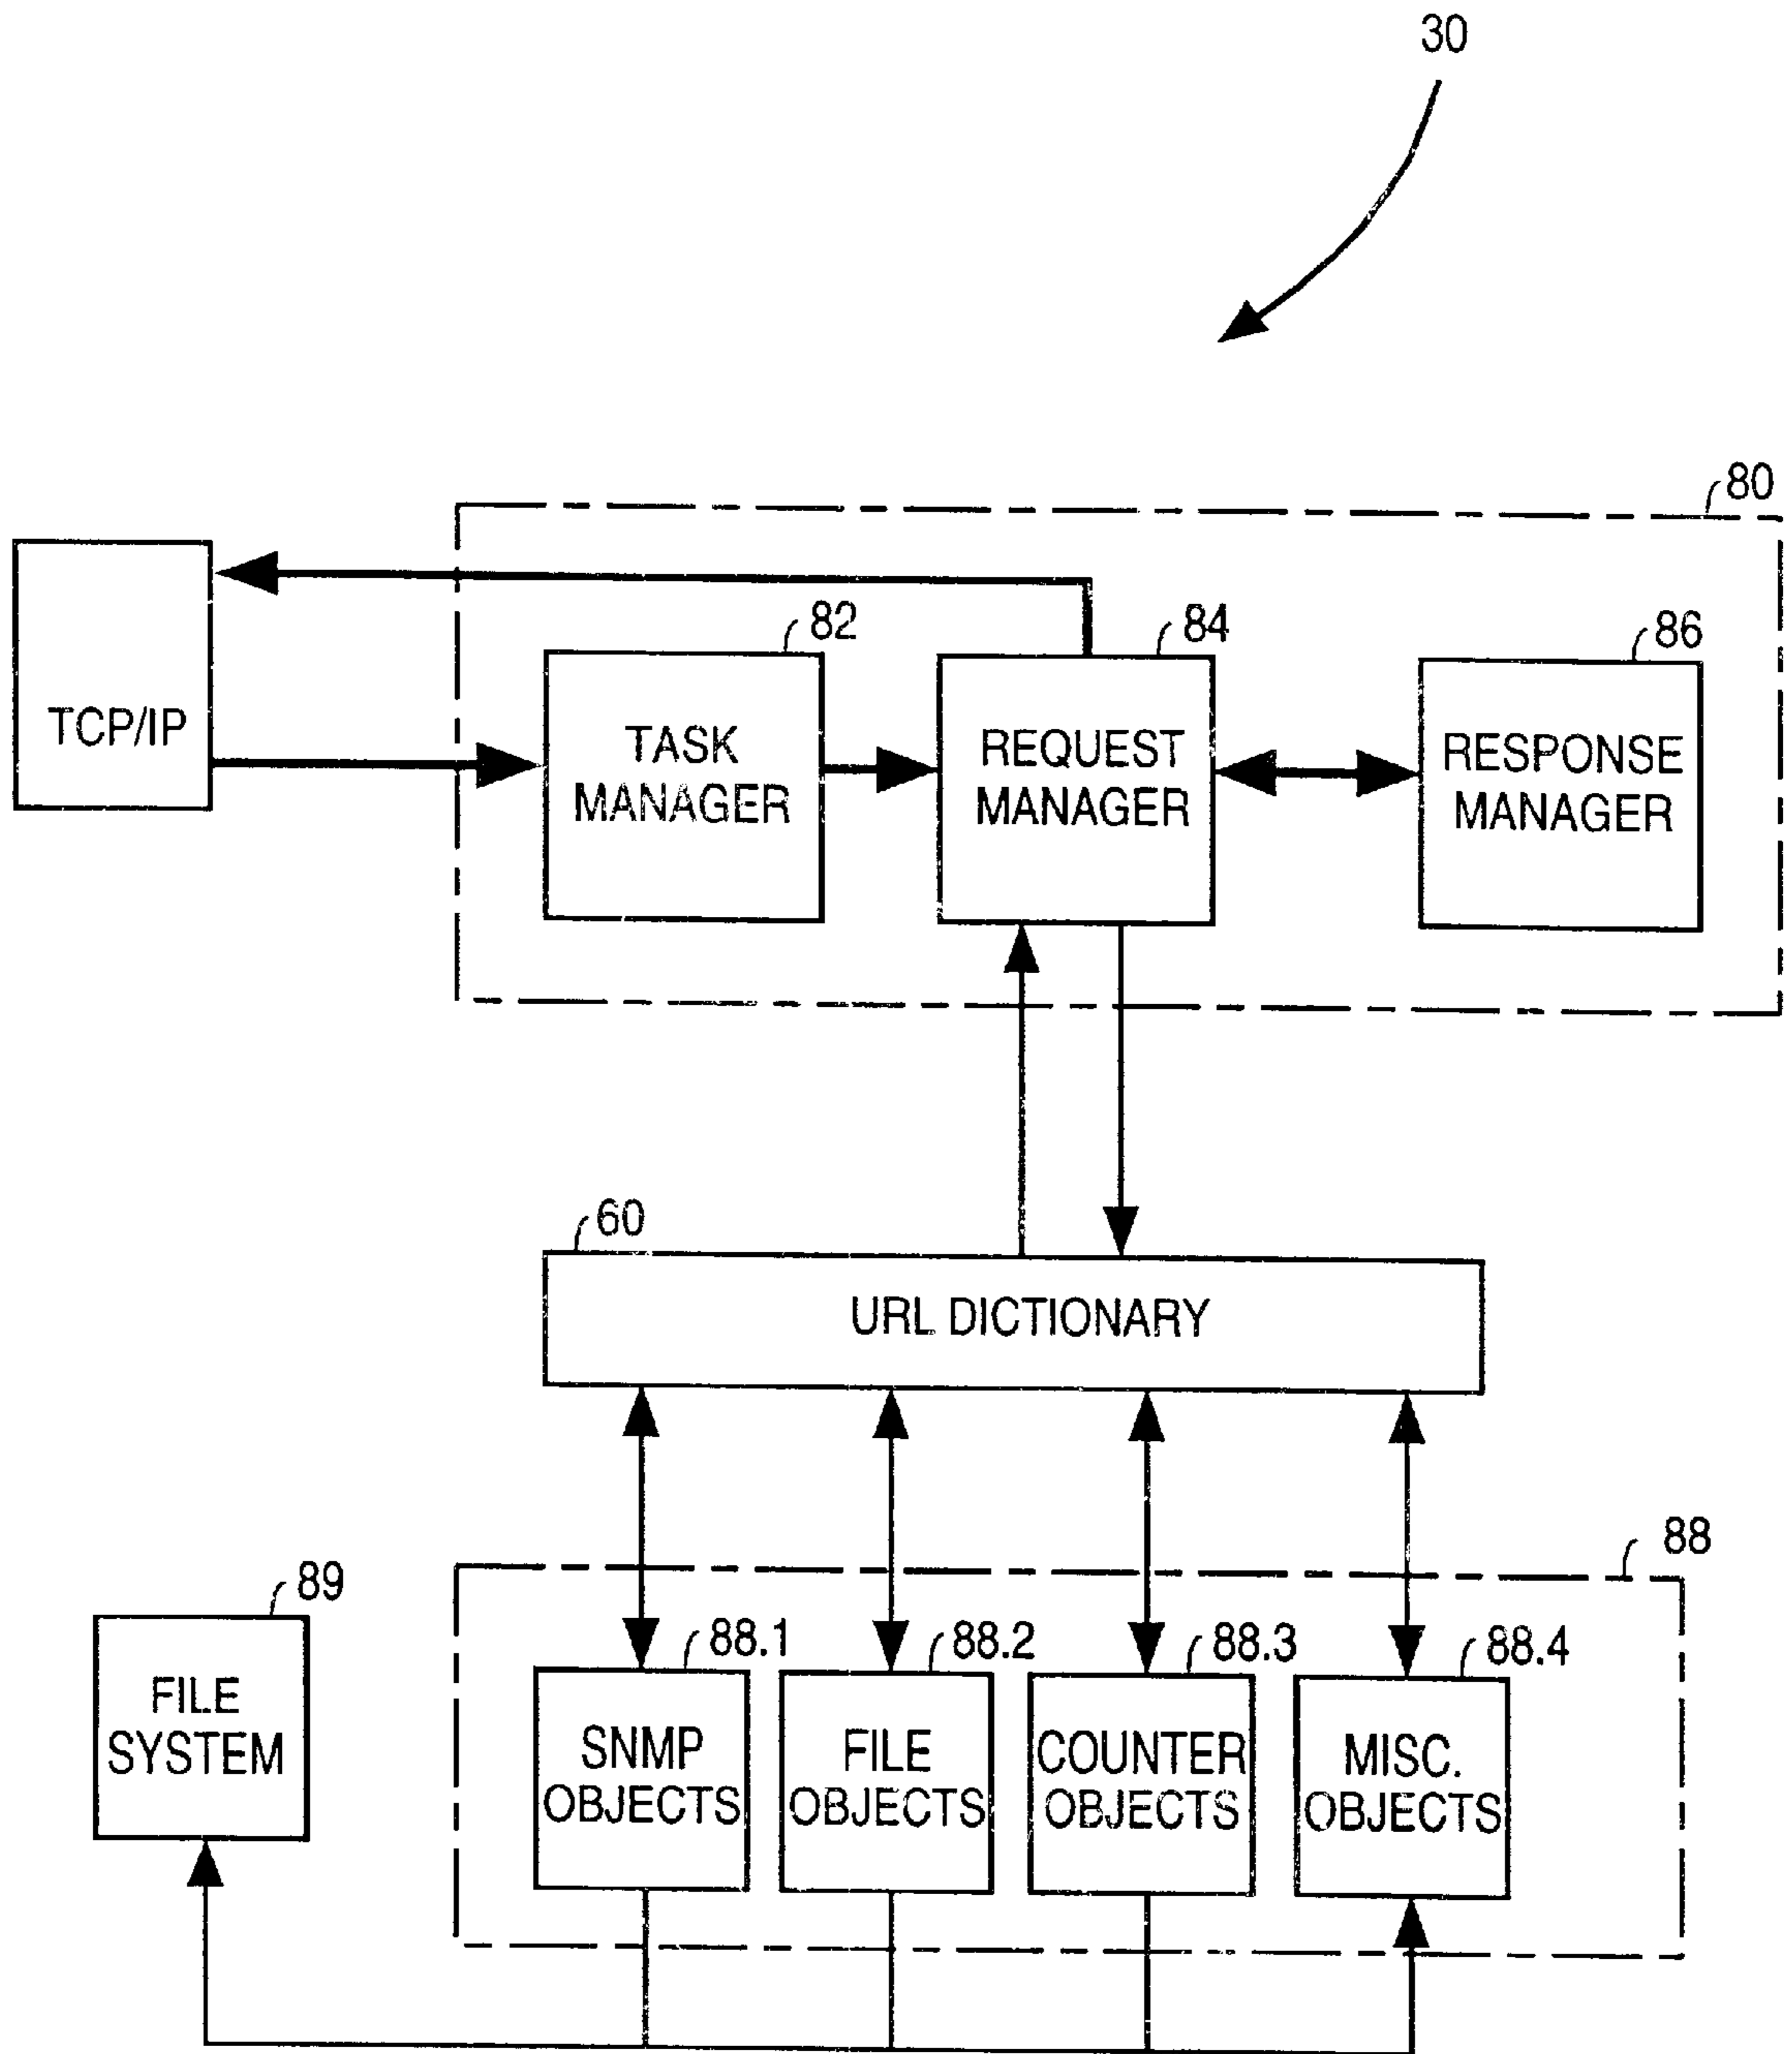 30
80
TCP/IP
82
TASK
MANAGER
84
REQUEST
MANAGER
86
RESPONSE
MANAGER
60
URL DICTIONARY
88
89
FILE
SYSTEM
88.1
SNMP
OBJECTS
88.2
FILE
OBJECTS
88.3
COUNTER
OBJECTS
88.4
MISC.
OBJECTS